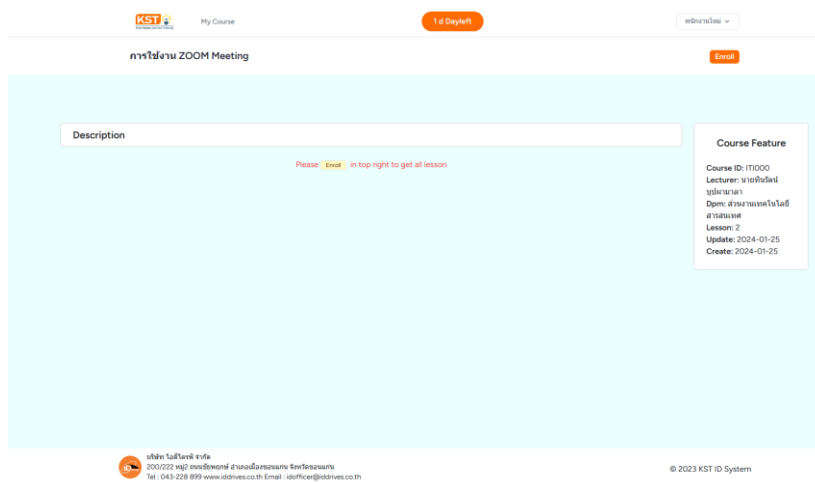 KST
My Course
1 d Dayleft
พนักงานใหม่
การใช้งาน ZOOM Meeting
Enroll
Description
Please Enroll in top right to get all lesson
Course Feature
Course ID: ITI000
Lecturer: นายทินรัตน์
บุปผามาลา
Dpm: ส่วนงานเทคโนโลยี
สารสนเทศ
Lesson: 2
Update: 2024-01-25
Create: 2024-01-25
บริษัท ไอดีไดรฟ์ จำกัด
200/222 หมู่2 ถนนชัยพฤกษ์ อำเภอเมืองขอนแก่น จังหวัดขอนแก่น
Tel : 043-228 899 www.iddrives.co.th Email : idofficer@iddrives.co.th
© 2023 KST ID System